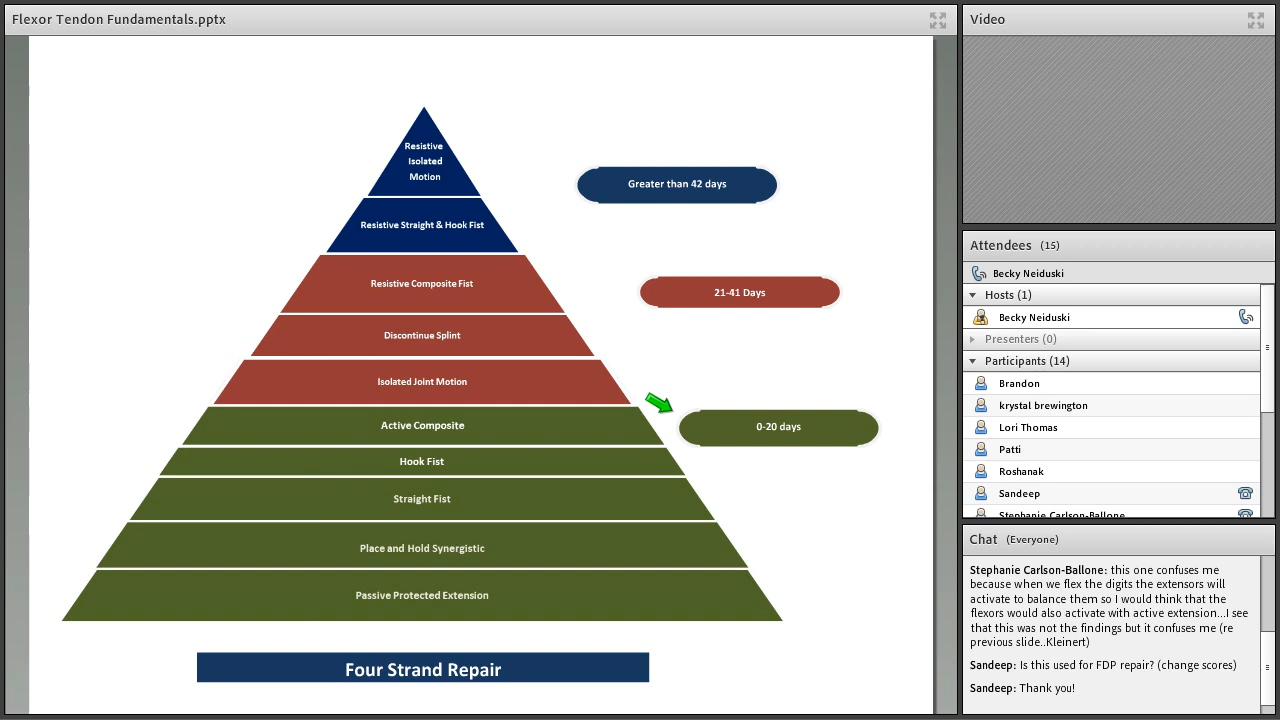 Flexor Tendon Fundamentals.pptx
Resistive
Isolated
Motion
Greater than 42 days
Resistive Straight & Hook Fist
Resistive Composite Fist
21-41 Days
Discontinue Splint
Isolated Joint Motion
Active Composite
0-20 days
Hook Fist
Straight Fist
Place and Hold Synergistic
Passive Protected Extension
Four Strand Repair
Video
Attendees (15)
Becky Neiduski
Hosts (1)
Becky Neiduski
Presenters (0)
Participants (14)
Brandon
krystal brewington
Lori Thomas
Patti
Roshanak
Sandeep
Stephanie Carlson-Ballone
Chat (Everyone)
Stephanie Carlson-Ballone: this one confuses me
because when we flex the digits the extensors will
activate to balance them so I would think that the
flexors would also activate with active extension...I see
that this was not the findings but it confuses me (re
previous slide..Kleinert)
Sandeep: Is this used for FDP repair? (change scores)
Sandeep: Thank you!